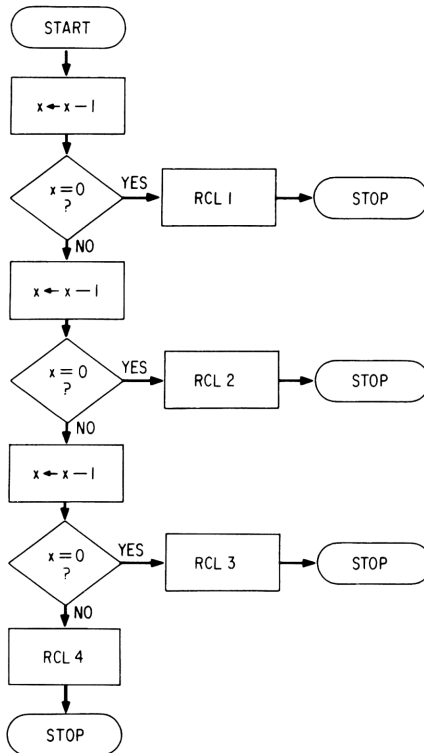 START
x ← x – 1
x = 0
?
YES
RCL 1
STOP
NO
x ← x – 1
x = 0
?
YES
RCL 2
STOP
NO
x ← x – 1
x = 0
?
YES
RCL 3
STOP
NO
RCL 4
STOP